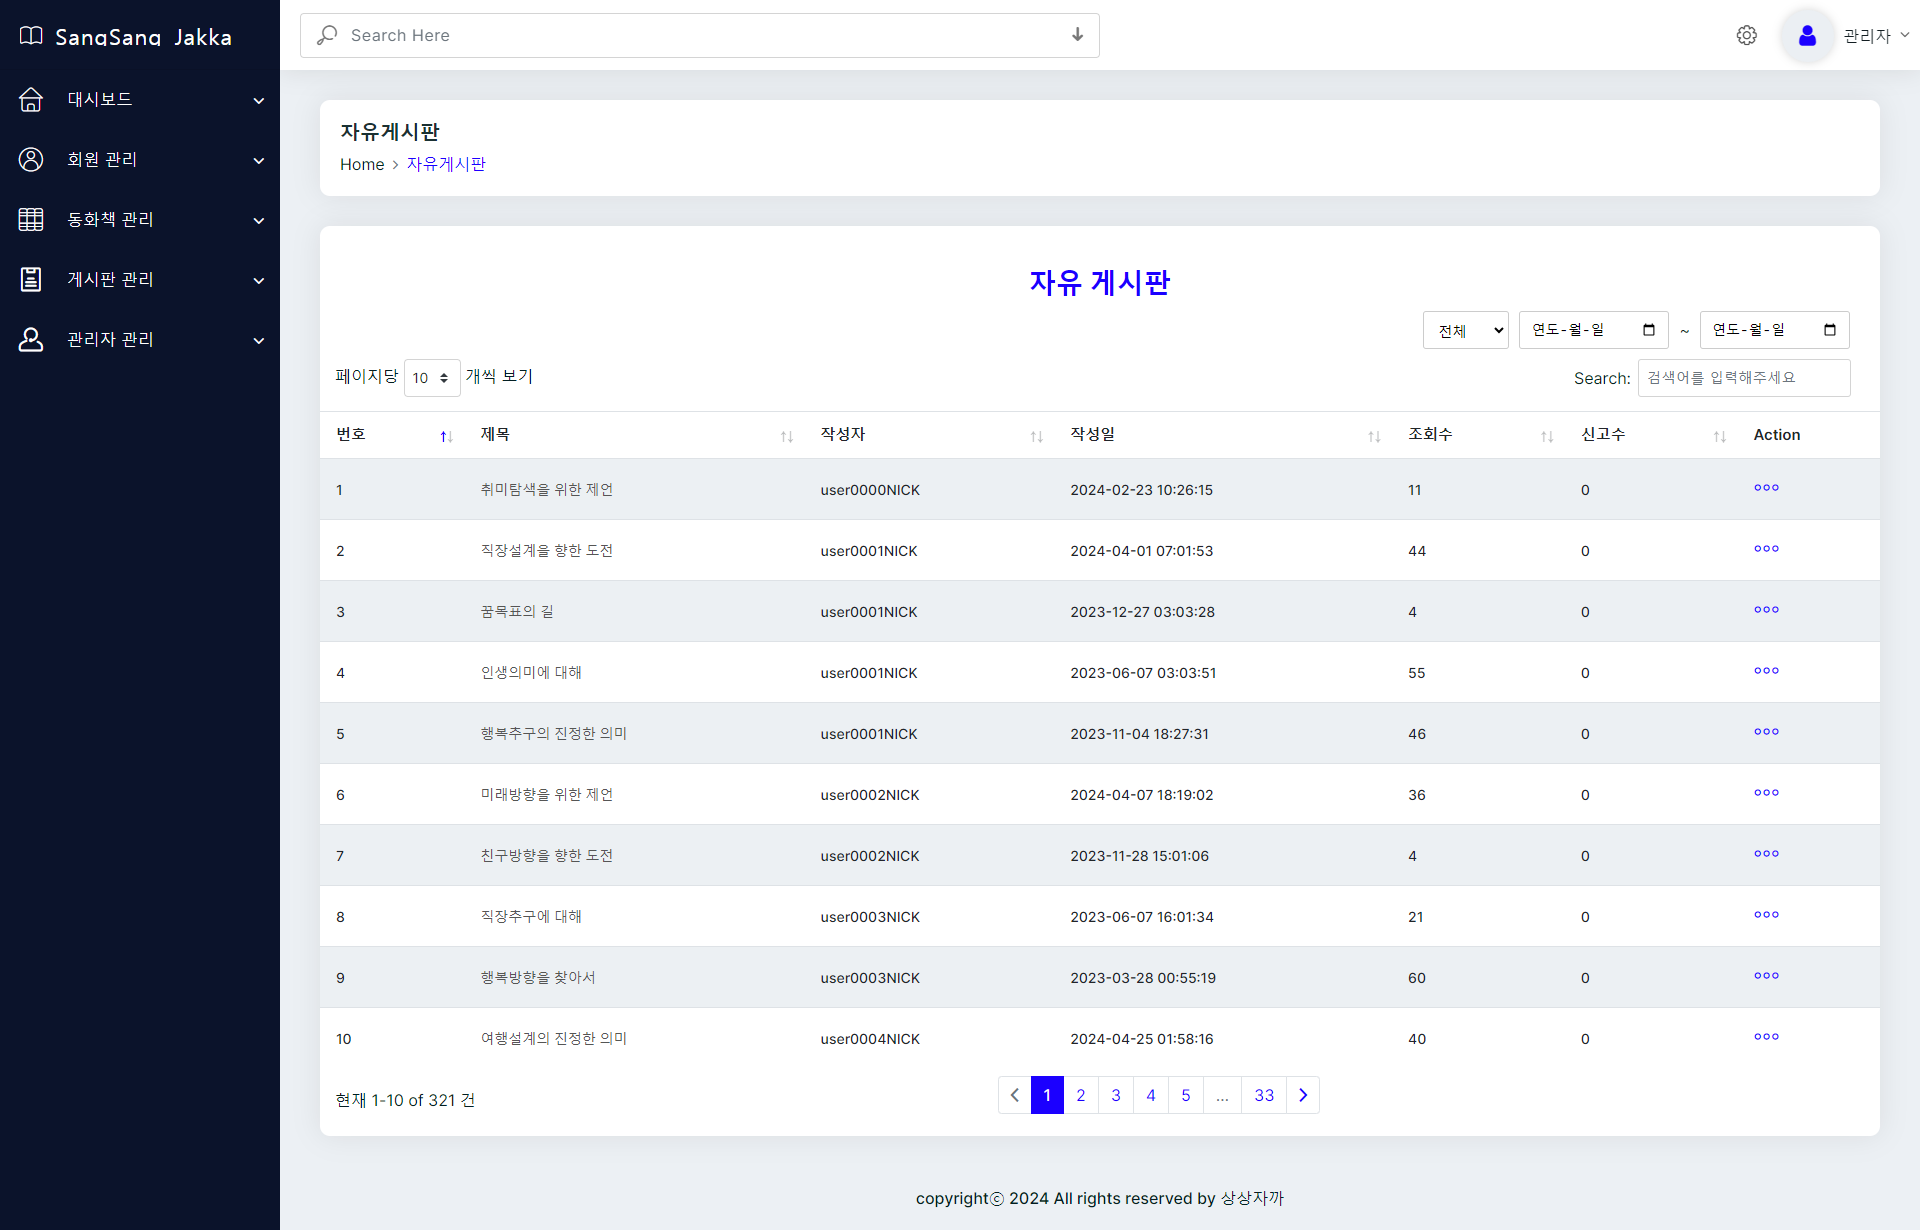 SangSang Jakka
Search Here
관리자
대시보드
회원 관리
동화책 관리
게시판 관리
관리자 관리
자유게시판
Home > 자유게시판
자유 게시판
전체 연도-월-일 ~ 연도-월-일
페이지당 10 개씩 보기 Search: 검색어를 입력해주세요
번호 제목 작성자 작성일 조회수 신고수 Action
1 취미탐색을 위한 제언 user0000NICK 2024-02-23 10:26:15 11 0
2 직장설계을 향한 도전 user0001NICK 2024-04-01 07:01:53 44 0
3 꿈목표의 길 user0001NICK 2023-12-27 03:03:28 4 0
4 인생의미에 대해 user0001NICK 2023-06-07 03:03:51 55 0
5 행복추구의 진정한 의미 user0001NICK 2023-11-04 18:27:31 46 0
6 미래방향을 위한 제언 user0002NICK 2024-04-07 18:19:02 36 0
7 친구방향을 향한 도전 user0002NICK 2023-11-28 15:01:06 4 0
8 직장추구에 대해 user0003NICK 2023-06-07 16:01:34 21 0
9 행복방향을 찾아서 user0003NICK 2023-03-28 00:55:19 60 0
10 여행설계의 진정한 의미 user0004NICK 2024-04-25 01:58:16 40 0
현재 1-10 of 321 건 1 2 3 4 5 ... 33
copyrightⓒ 2024 All rights reserved by 상상자까